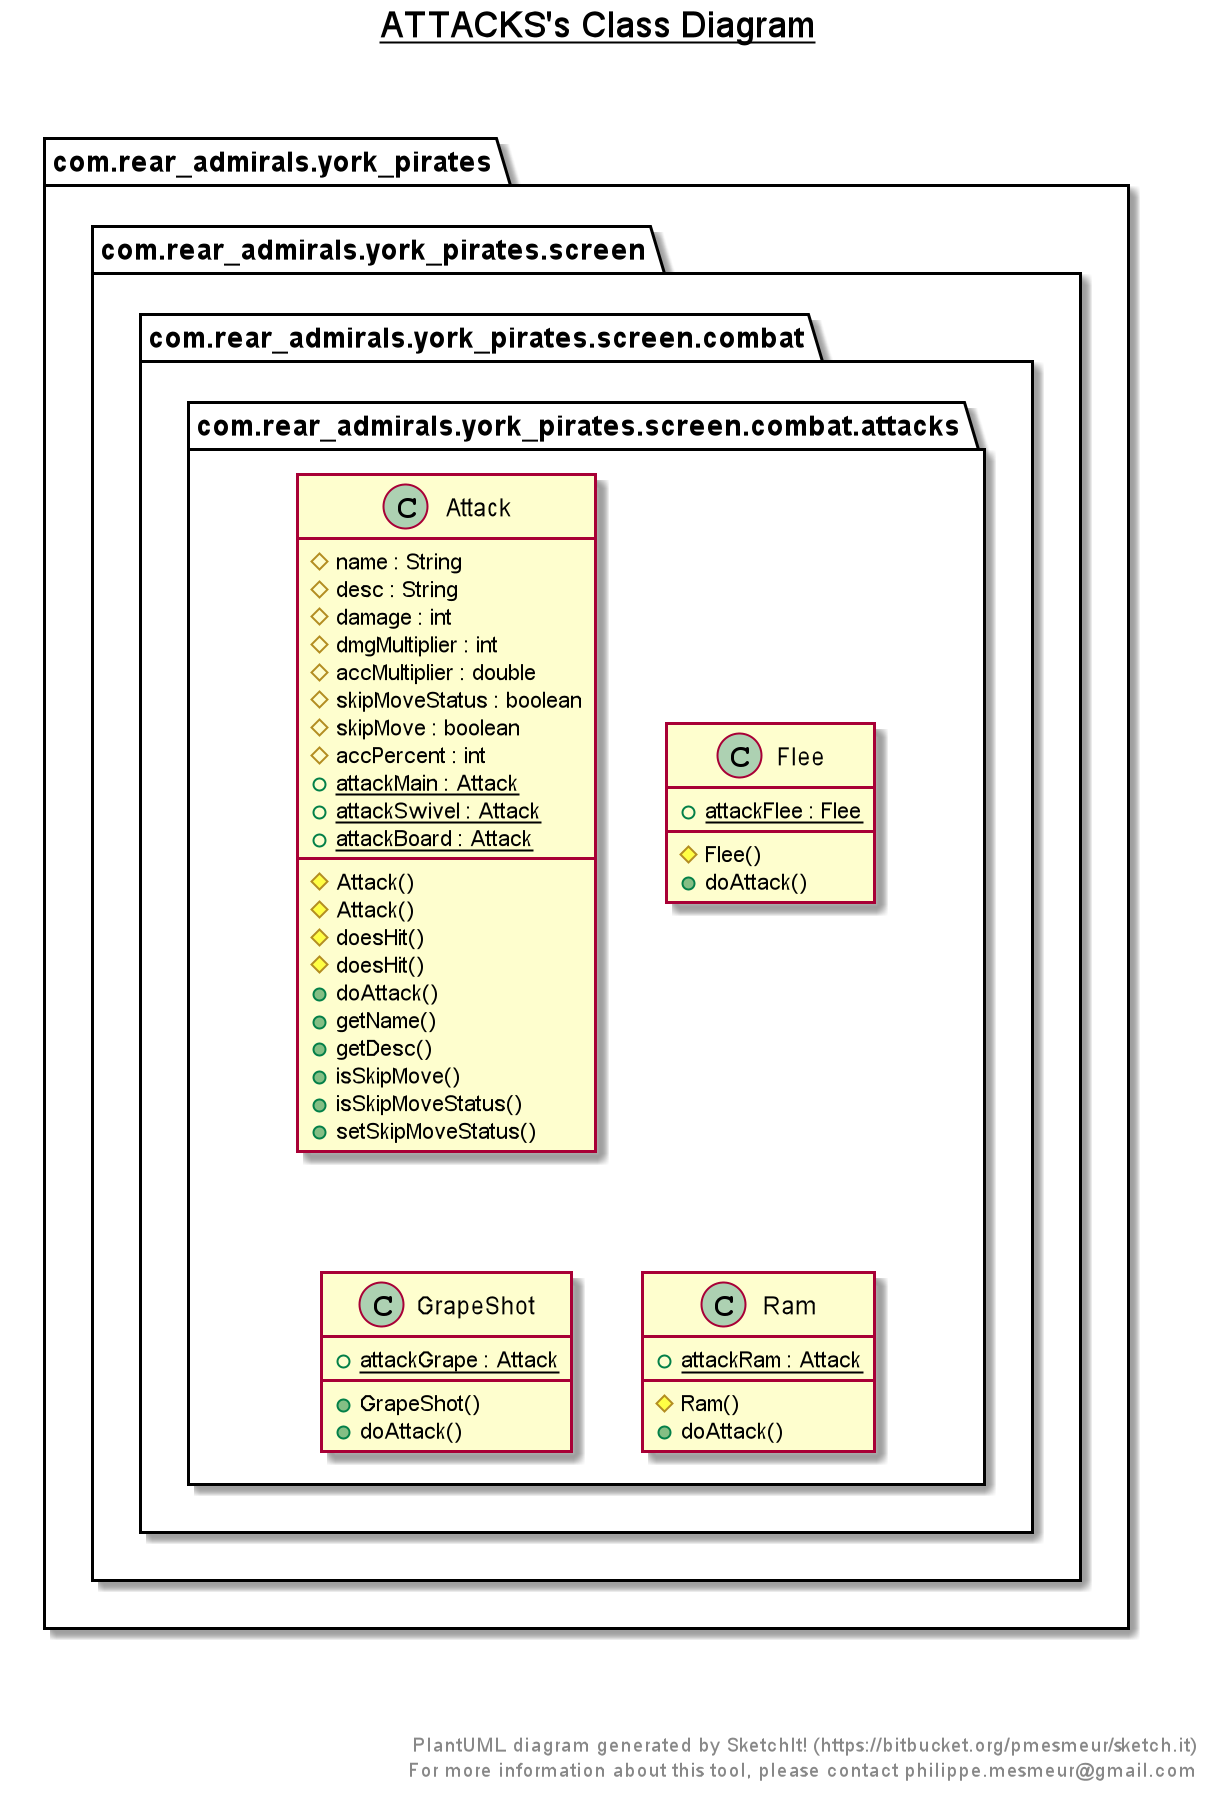 ATTACKS's Class Diagram
com.rear_admirals.york_pirates
com.rear_admirals.york_pirates.screen
com.rear_admirals.york_pirates.screen.combat
com.rear_admirals.york_pirates.screen.combat.attacks
C Attack
name : String
desc : String
damage : int
dmgMultiplier : int
accMultiplier : double
skipMoveStatus : boolean
skipMove : boolean
accPercent : int
attackMain : Attack
attackSwivel : Attack
attackBoard : Attack
Attack()
Attack()
doesHit()
doesHit()
doAttack()
getName()
getDesc()
isSkipMove()
isSkipMoveStatus()
setSkipMoveStatus()
C Flee
attackFlee : Flee
Flee()
doAttack()
C GrapeShot
attackGrape : Attack
GrapeShot()
doAttack()
C Ram
attackRam : Attack
Ram()
doAttack()
PlantUML diagram generated by SketchIt! (https://bitbucket.org/pmesmeur/sketch.it)
For more information about this tool, please contact philippe.mesmeur@gmail.com